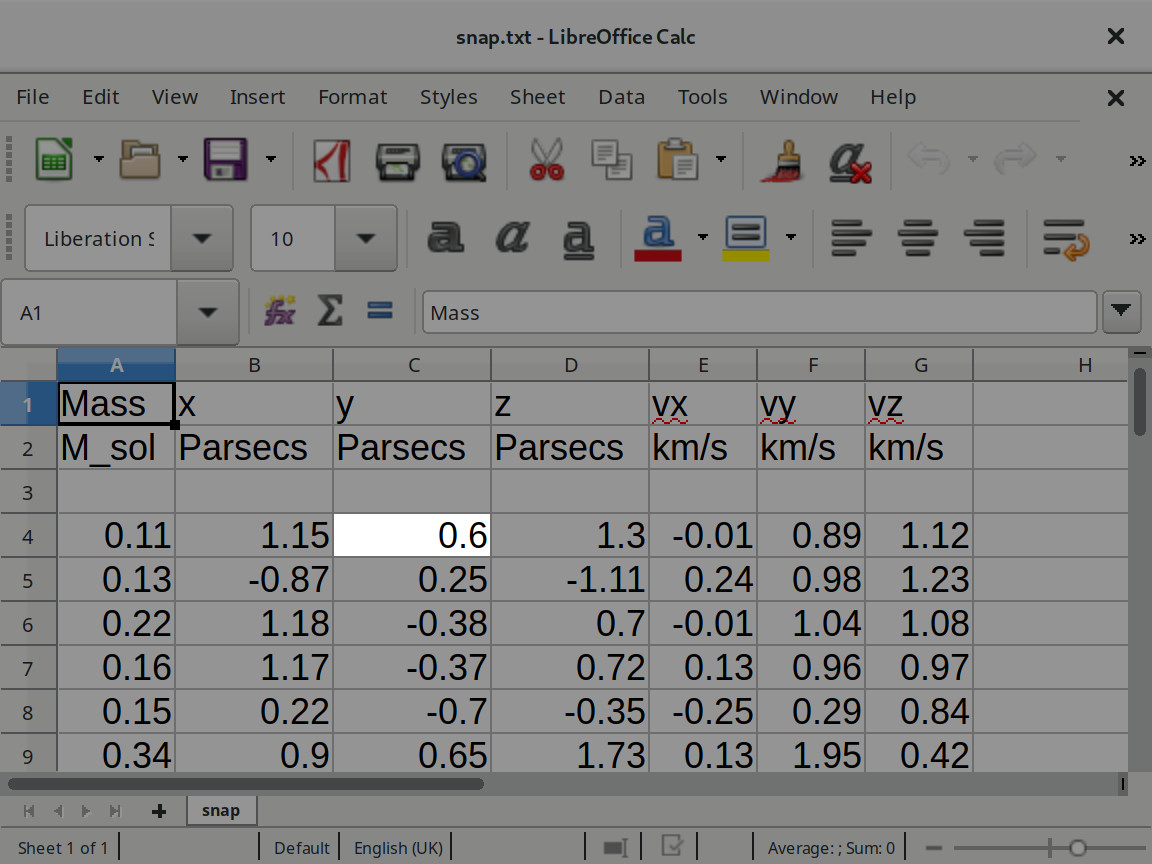 snap.txt - LibreOffice Calc
File Edit View Insert Format Styles Sheet Data Tools Window Help
Liberation S 10
A1 Mass
A B C D E F G H
1 Mass x y z vx vy vz
2 M_sol Parsecs Parsecs Parsecs km/s km/s km/s
3
4 0.11 1.15 0.6 1.3 -0.01 0.89 1.12
5 0.13 -0.87 0.25 -1.11 0.24 0.98 1.23
6 0.22 1.18 -0.38 0.7 -0.01 1.04 1.08
7 0.16 1.17 -0.37 0.72 0.13 0.96 0.97
8 0.15 0.22 -0.7 -0.35 -0.25 0.29 0.84
9 0.34 0.9 0.65 1.73 0.13 1.95 0.42
snap
Sheet 1 of 1 Default English (UK) Average: ; Sum: 0